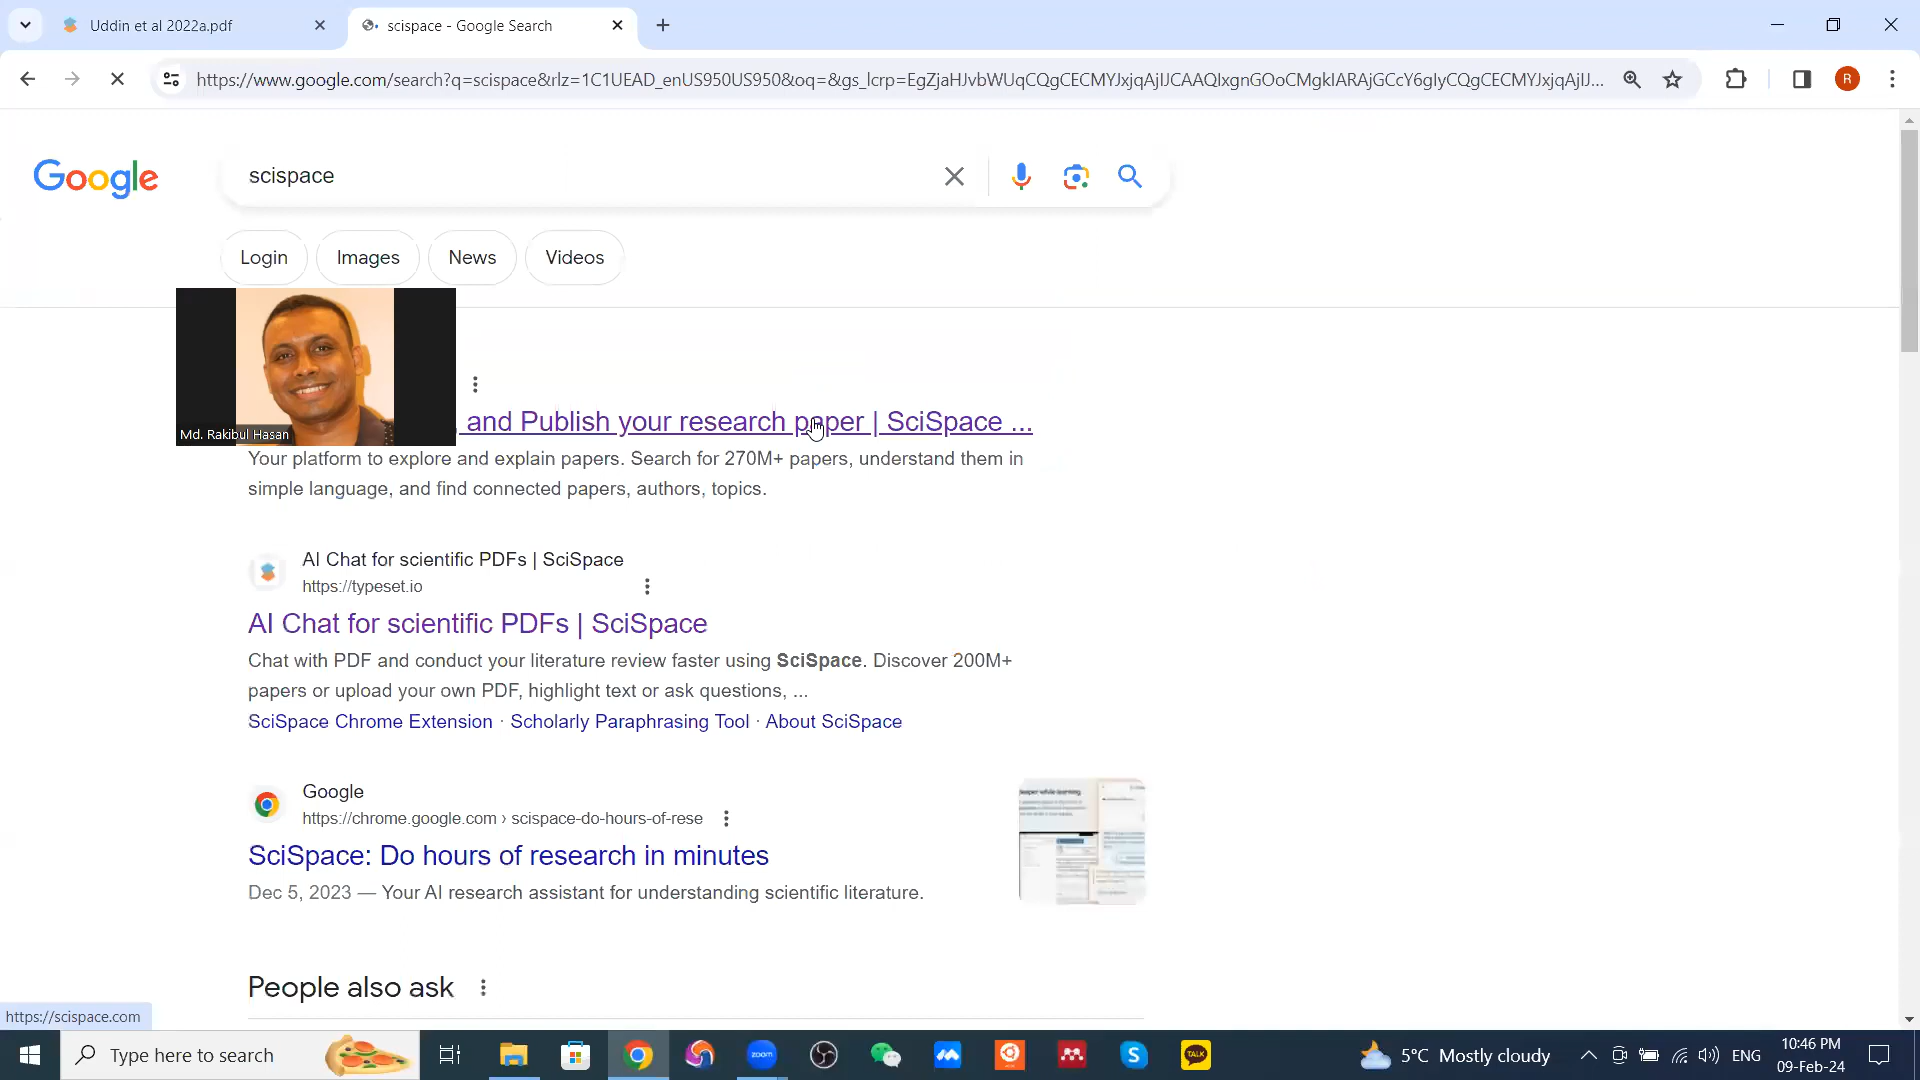 Uddin et al 2022a.pdf
scispace - Google Search
https://www.google.com/search?q=scispace&rlz=1C1UEAD_enUS950US950&oq=&gs_lcrp=
R
Google
scispace
Login
Images
News
Videos
Md. Rakibul Hasan
and Publish your research paper | SciSpace ...
Your platform to explore and explain papers. Search for 270M+ papers, understand them in
simple language, and find connected papers, authors, topics.
AI Chat for scientific PDFs | SciSpace
https://typeset.io
AI Chat for scientific PDFs | SciSpace
Chat with PDF and conduct your literature review faster using SciSpace. Discover 200M+
papers or upload your own PDF, highlight text or ask questions, ...
SciSpace Chrome Extension · Scholarly Paraphrasing Tool · About SciSpace
Google
https://chrome.google.com › scispace-do-hours-of-rese
SciSpace: Do hours of research in minutes
Dec 5, 2023 — Your AI research assistant for understanding scientific literature.
People also ask
https://scispace.com
Type here to search
zoom
TALK
5°C Mostly cloudy
ENG
10:46 PM
09-Feb-24